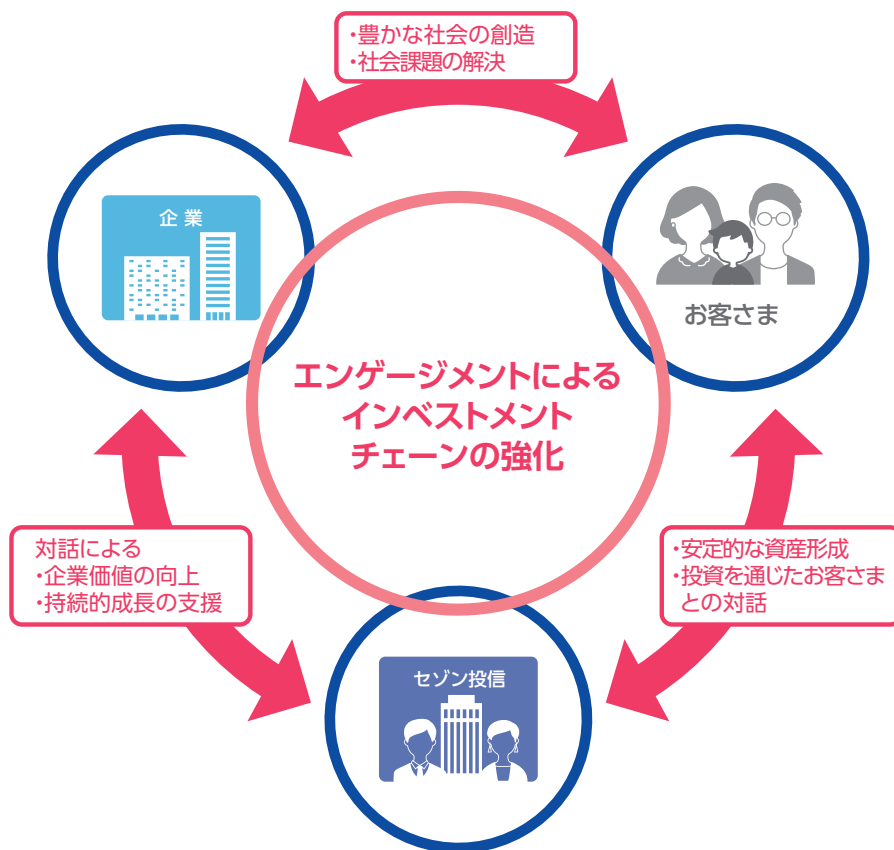 ・豊かな社会の創造
・社会課題の解決
企業
お客さま
エンゲージメントによる
インベストメント
チェーンの強化
対話による
・企業価値の向上
・持続的成長の支援
・安定的な資産形成
・投資を通じたお客さま
との対話
セゾン投信